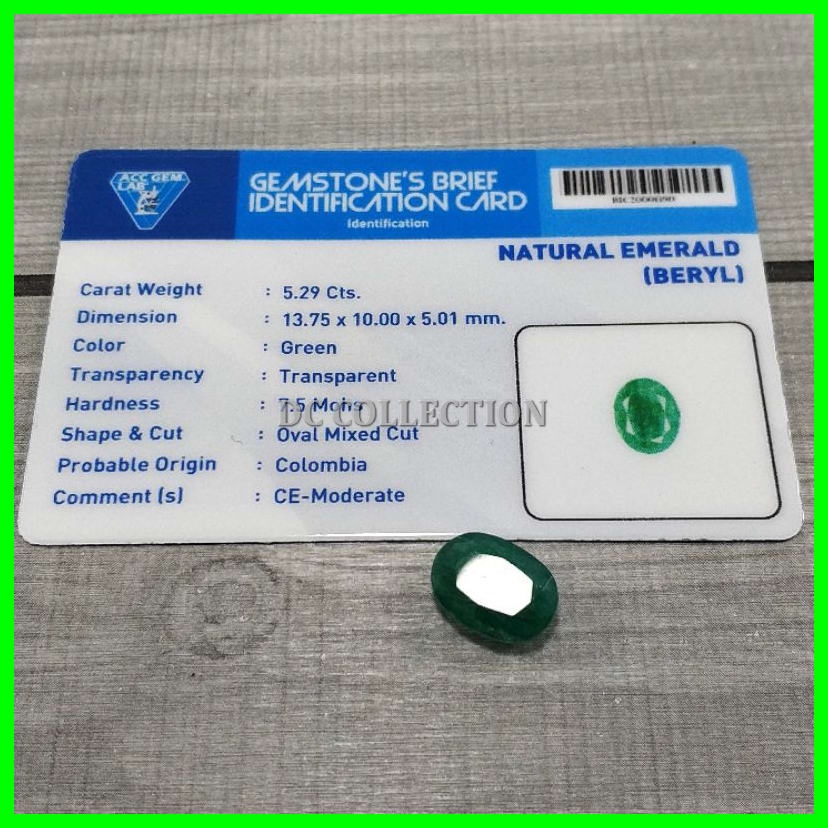 ACC GEM
LAB
GEMSTONE'S BRIEF
IDENTIFICATION CARD
Identification
NATURAL EMERALD
(BERYL)
Carat Weight : 5.29 Cts.
Dimension : 13.75 x 10.00 x 5.01 mm.
Color : Green
Transparency : Transparent
Hardness : 7.5 Mohs
DC COLLECTION
Shape & Cut : Oval Mixed Cut
Probable Origin : Colombia
Comment (s) : CE-Moderate